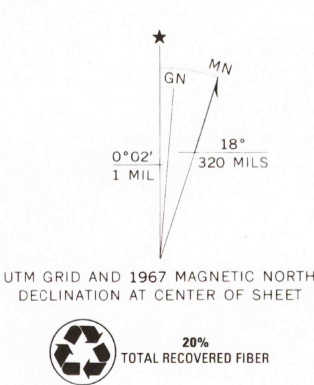 ★
MN
GN
0°02′
1 MIL
18°
320 MILS
UTM GRID AND 1967 MAGNETIC NORTH
DECLINATION AT CENTER OF SHEET
20%
TOTAL RECOVERED FIBER